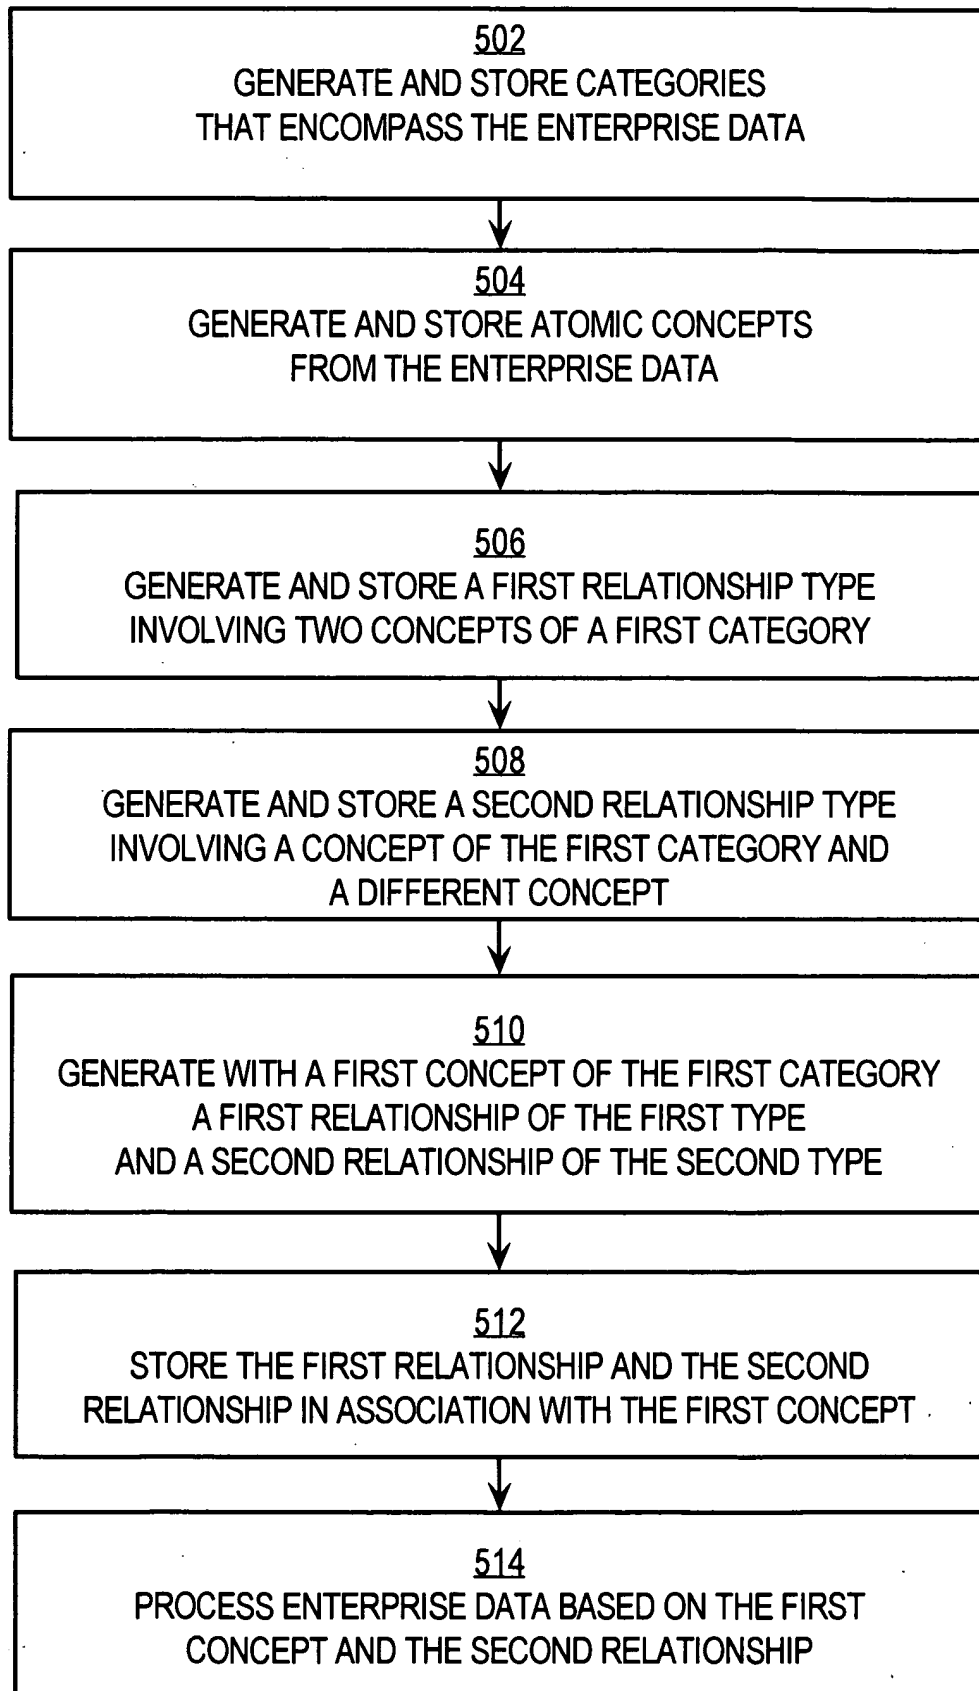 502
GENERATE AND STORE CATEGORIES
THAT ENCOMPASS THE ENTERPRISE DATA
504
GENERATE AND STORE ATOMIC CONCEPTS
FROM THE ENTERPRISE DATA
506
GENERATE AND STORE A FIRST RELATIONSHIP TYPE
INVOLVING TWO CONCEPTS OF A FIRST CATEGORY
508
GENERATE AND STORE A SECOND RELATIONSHIP TYPE
INVOLVING A CONCEPT OF THE FIRST CATEGORY AND
A DIFFERENT CONCEPT
510
GENERATE WITH A FIRST CONCEPT OF THE FIRST CATEGORY
A FIRST RELATIONSHIP OF THE FIRST TYPE
AND A SECOND RELATIONSHIP OF THE SECOND TYPE
512
STORE THE FIRST RELATIONSHIP AND THE SECOND
RELATIONSHIP IN ASSOCIATION WITH THE FIRST CONCEPT
514
PROCESS ENTERPRISE DATA BASED ON THE FIRST
CONCEPT AND THE SECOND RELATIONSHIP